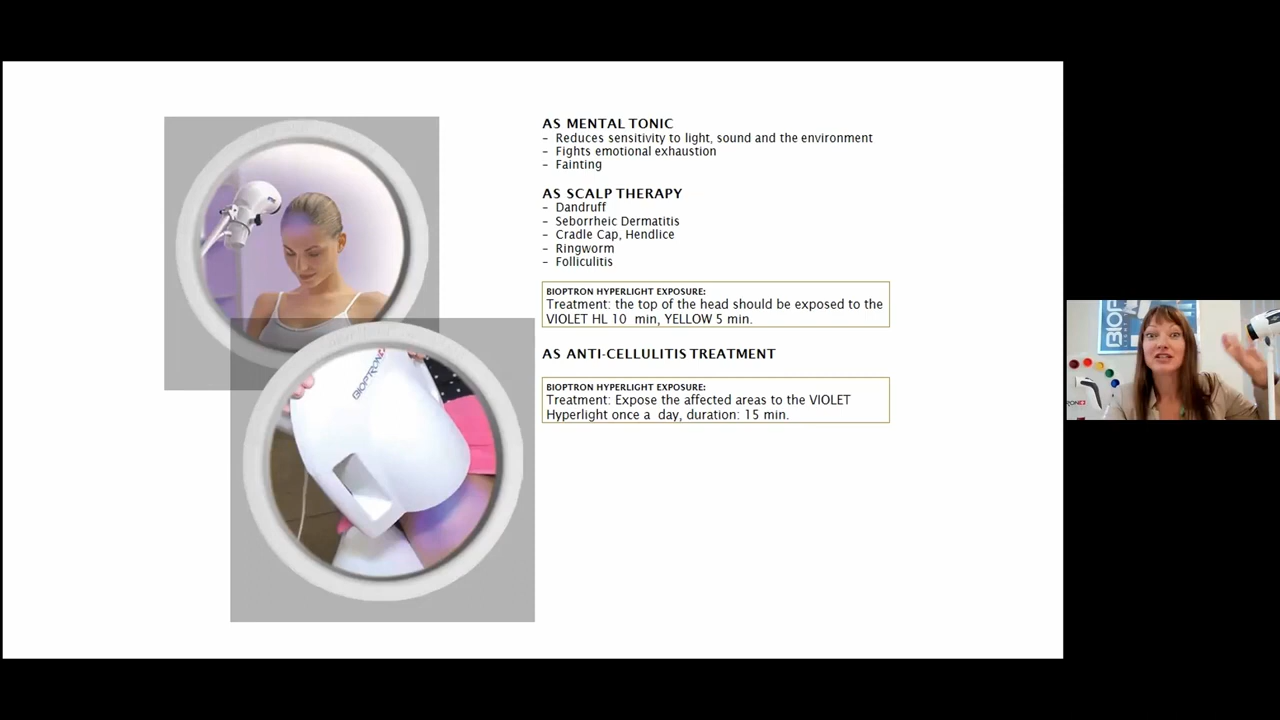 AS MENTAL TONIC
– Reduces sensitivity to light, sound and the environment
– Fights emotional exhaustion
– Fainting
AS SCALP THERAPY
– Dandruff
– Seborrheic Dermatitis
– Cradle Cap, Hendlice
– Ringworm
– Folliculitis
BIOPTRON HYPERLIGHT EXPOSURE:
Treatment: the top of the head should be exposed to the
VIOLET HL 10 min, YELLOW 5 min.
AS ANTI-CELLULITIS TREATMENT
BIOPTRON HYPERLIGHT EXPOSURE:
Treatment: Expose the affected areas to the VIOLET
Hyperlight once a day, duration: 15 min.
BIOPTRON